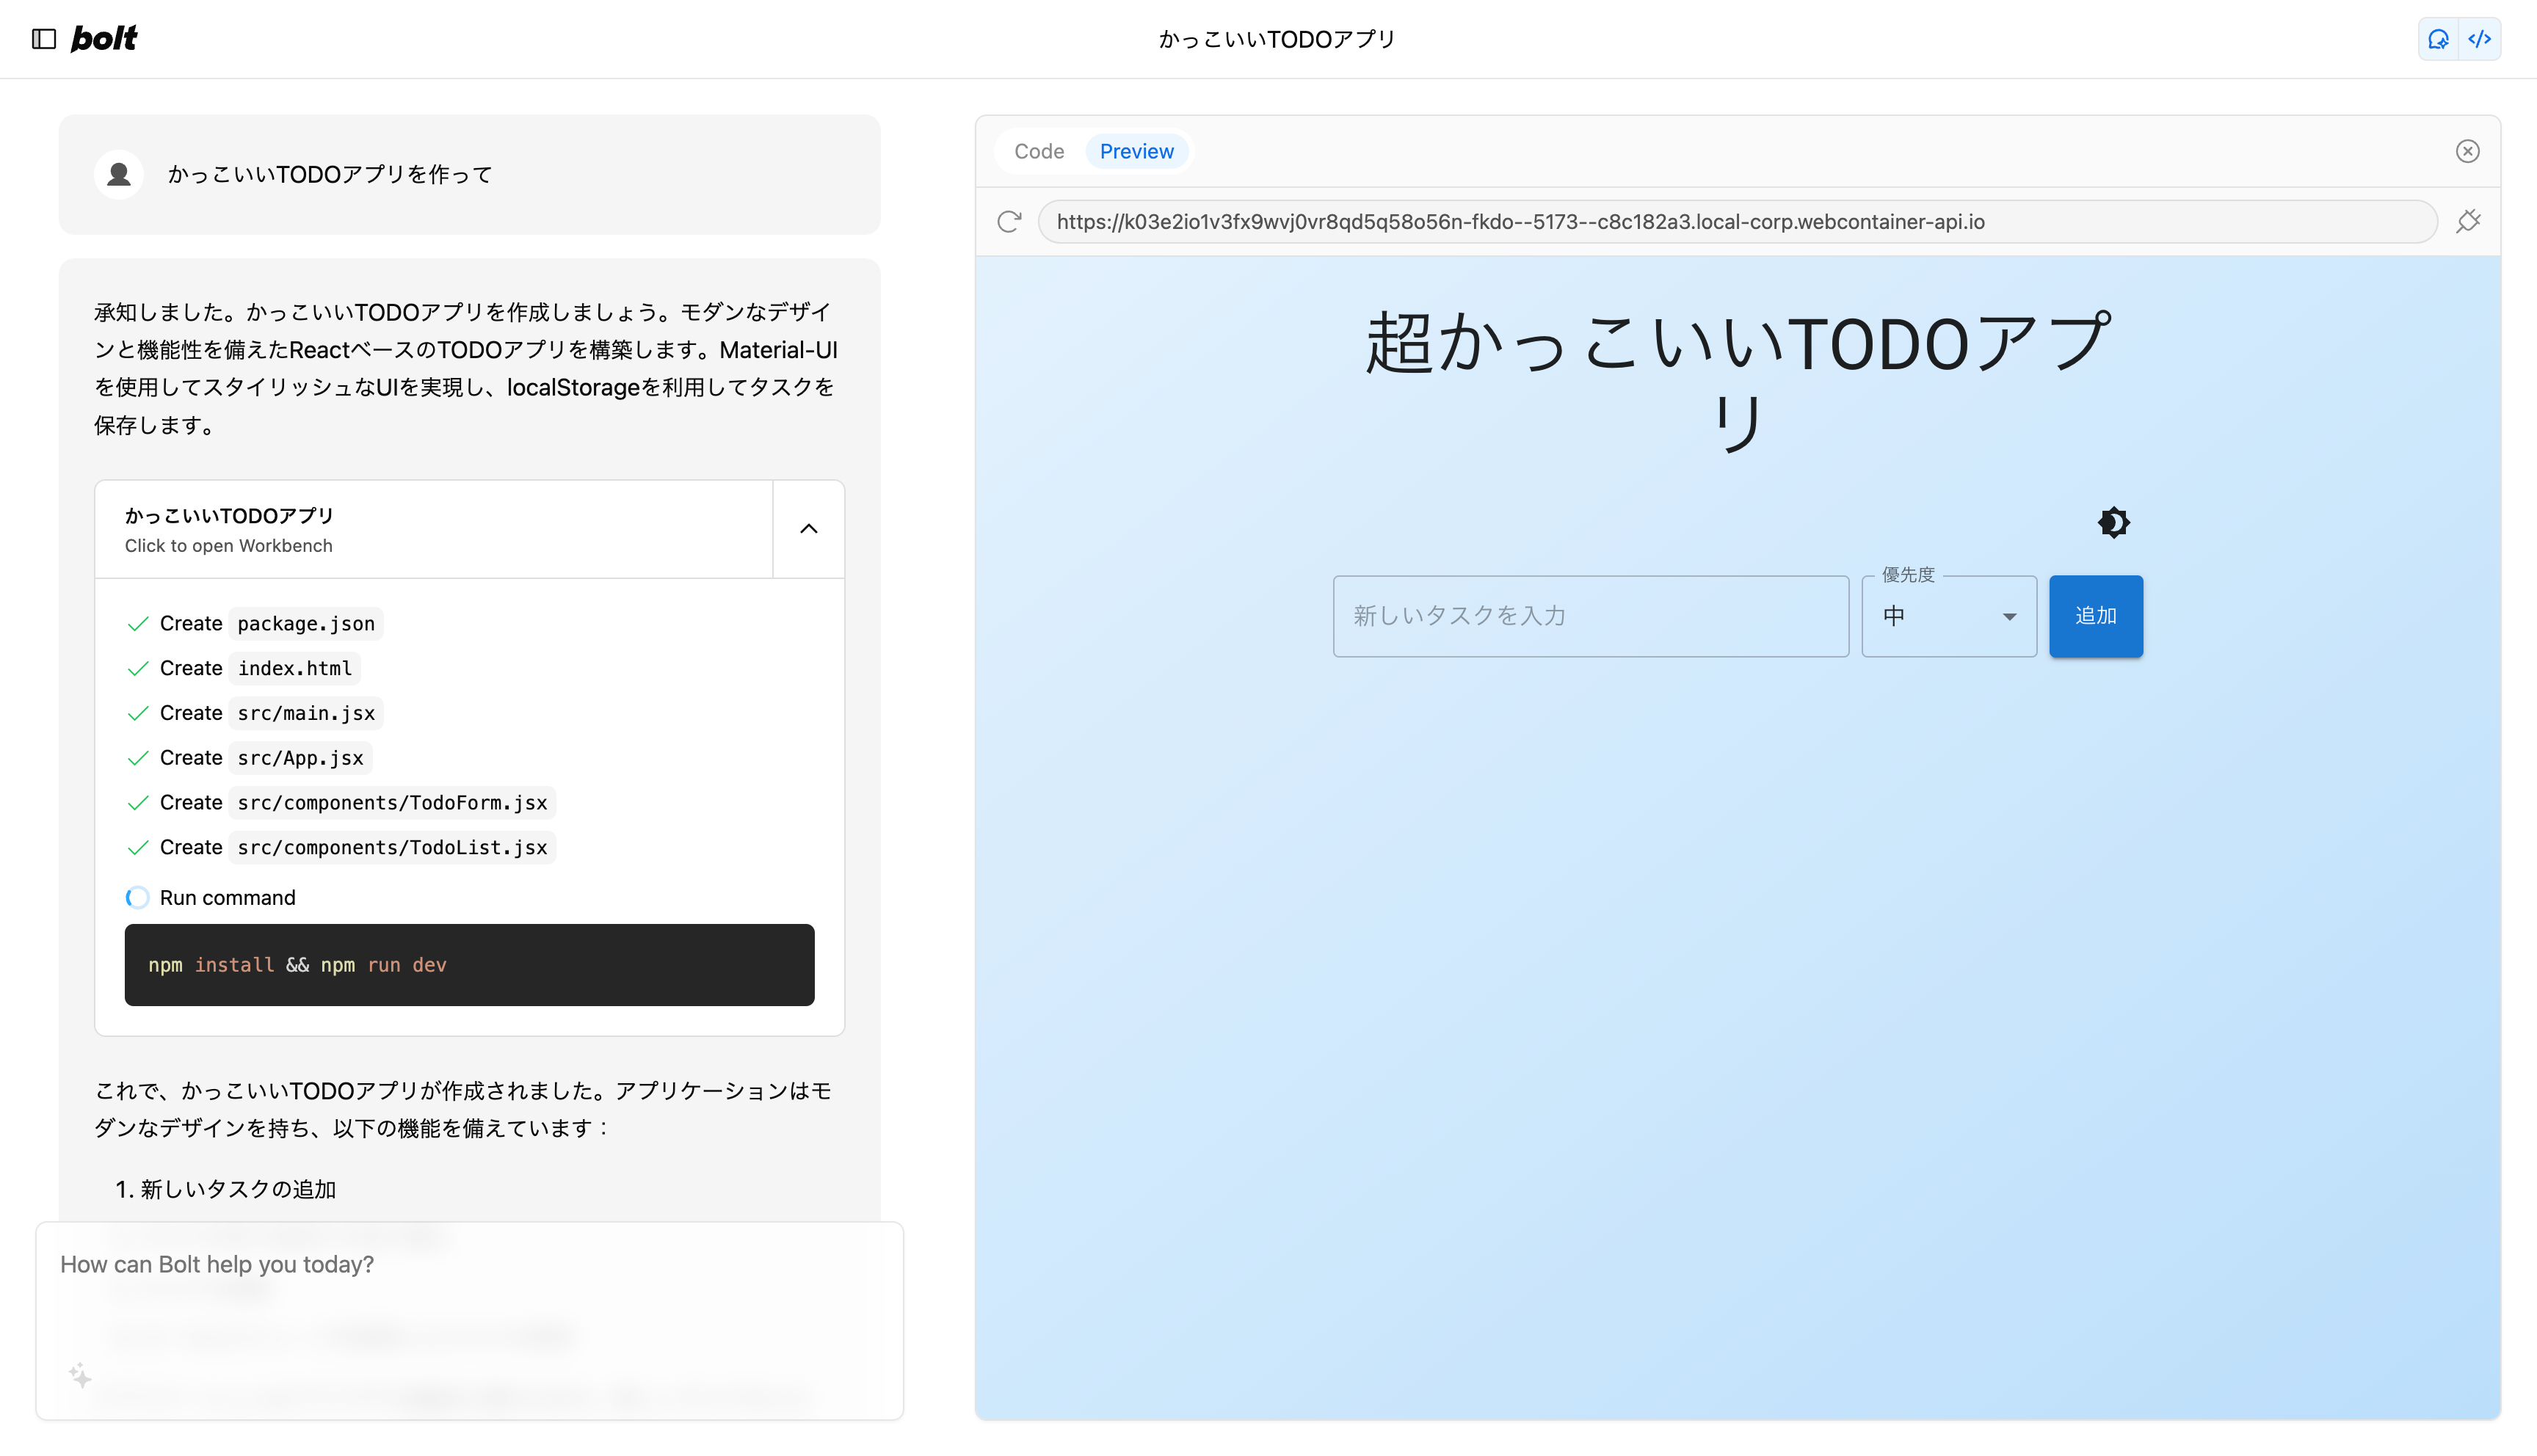 bolt
かっこいいTODOアプリ
かっこいいTODOアプリを作って
承知しました。かっこいいTODOアプリを作成しましょう。モダンなデザイ
ンと機能性を備えたReactベースのTODOアプリを構築します。Material-UI
を使用してスタイリッシュなUIを実現し、localStorageを利用してタスクを
保存します。
かっこいいTODOアプリ
Click to open Workbench
Create package.json
Create index.html
Create src/main.jsx
Create src/App.jsx
Create src/components/TodoForm.jsx
Create src/components/TodoList.jsx
Run command
npm install && npm run dev
これで、かっこいいTODOアプリが作成されました。アプリケーションはモ
ダンなデザインを持ち、以下の機能を備えています：
1. 新しいタスクの追加
How can Bolt help you today?
Code Preview
https://k03e2io1v3fx9wvj0vr8qd5q58o56n-fkdo--5173--c8c182a3.local-corp.webcontainer-api.io
超かっこいいTODOアプ
リ
新しいタスクを入力
優先度
中
追加